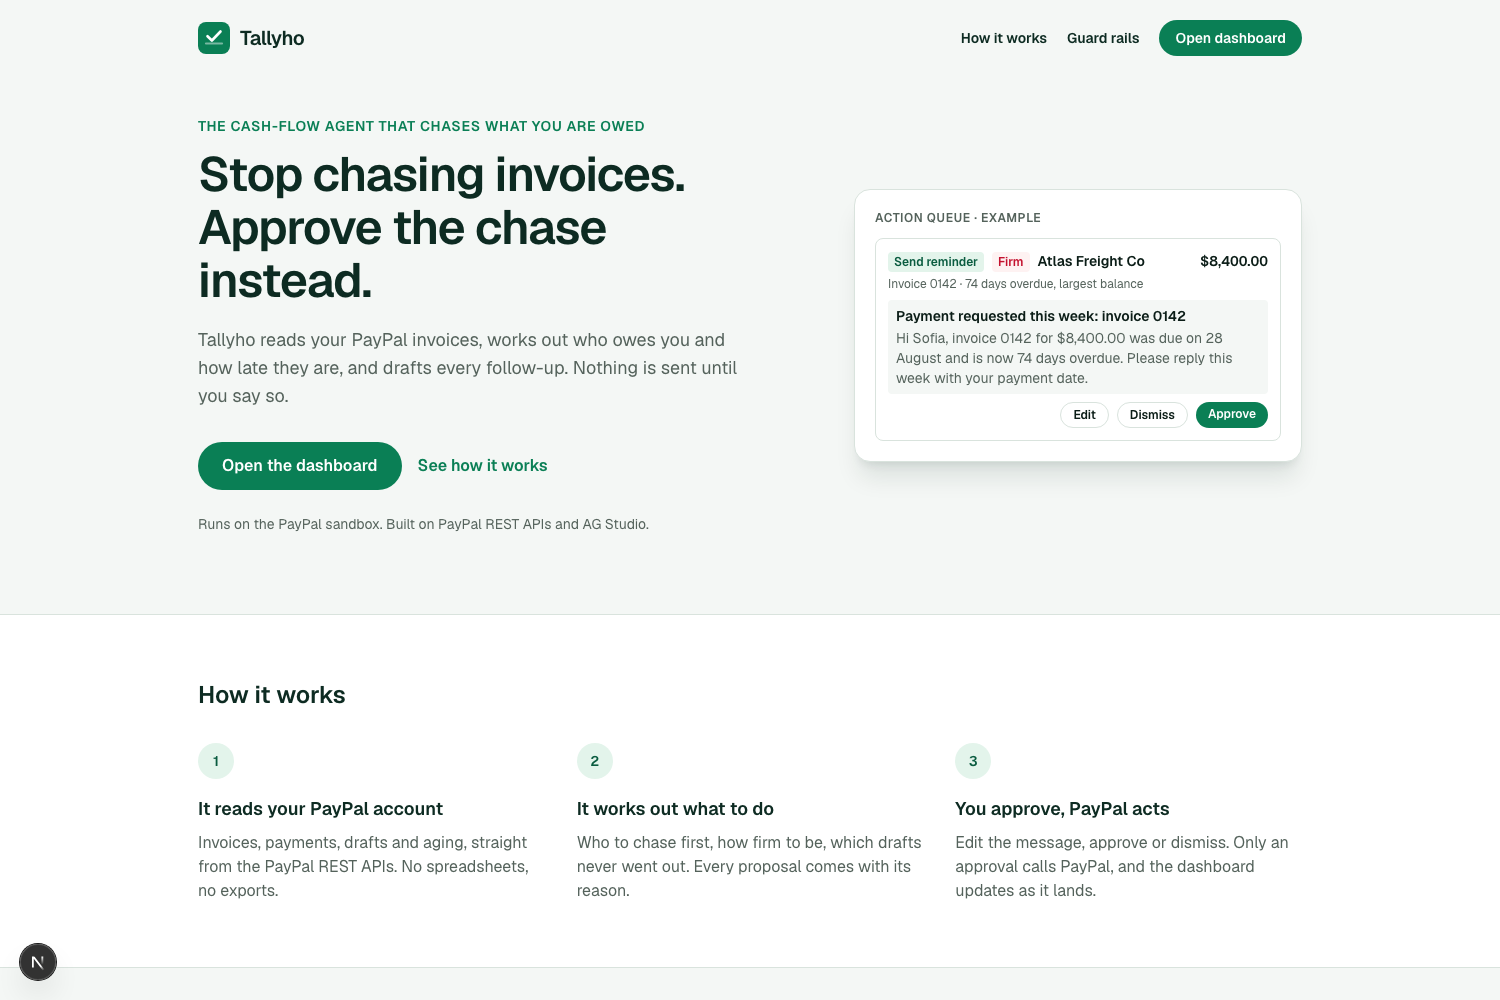 Tallyho
How it works
Guard rails
Open dashboard
THE CASH-FLOW AGENT THAT CHASES WHAT YOU ARE OWED
Stop chasing invoices.
Approve the chase
instead.
Tallyho reads your PayPal invoices, works out who owes you and
how late they are, and drafts every follow-up. Nothing is sent until
you say so.
Open the dashboard
See how it works
Runs on the PayPal sandbox. Built on PayPal REST APIs and AG Studio.
ACTION QUEUE · EXAMPLE
Send reminder Firm Atlas Freight Co $8,400.00
Invoice 0142 · 74 days overdue, largest balance
Payment requested this week: invoice 0142
Hi Sofia, invoice 0142 for $8,400.00 was due on 28
August and is now 74 days overdue. Please reply this
week with your payment date.
Edit
Dismiss
Approve
How it works
1
It reads your PayPal account
Invoices, payments, drafts and aging, straight
from the PayPal REST APIs. No spreadsheets,
no exports.
2
It works out what to do
Who to chase first, how firm to be, which drafts
never went out. Every proposal comes with its
reason.
3
You approve, PayPal acts
Edit the message, approve or dismiss. Only an
approval calls PayPal, and the dashboard
updates as it lands.
N